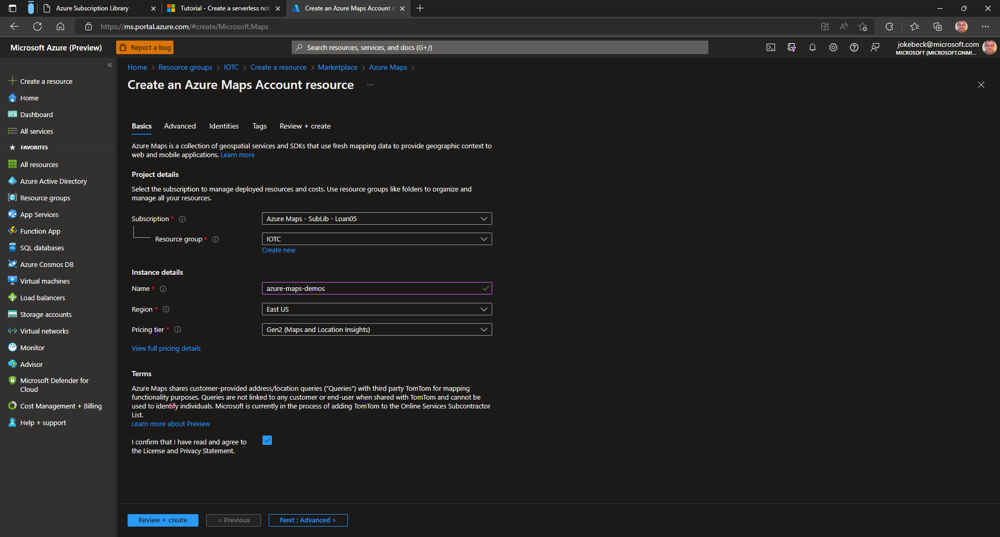 Azure Subscription Library
Tutorial - Create a serverless not
Create an Azure Maps Account r
https://ms.portal.azure.com/#create/Microsoft.Maps
Microsoft Azure (Preview)
Report a bug
Search resources, services, and docs (G+/)
jokebeck@microsoft.com
MICROSOFT (MICROSOFT.ONMI...
Create a resource
Home
Dashboard
All services
FAVORITES
All resources
Azure Active Directory
Resource groups
App Services
Function App
SQL databases
Azure Cosmos DB
Virtual machines
Load balancers
Storage accounts
Virtual networks
Monitor
Advisor
Microsoft Defender for
Cloud
Cost Management + Billing
Help + support
Home > Resource groups > IOTC > Create a resource > Marketplace > Azure Maps >
Create an Azure Maps Account resource ...
Basics Advanced Identities Tags Review + create
Azure Maps is a collection of geospatial services and SDKs that use fresh mapping data to provide geographic context to
web and mobile applications. Learn more
Project details
Select the subscription to manage deployed resources and costs. Use resource groups like folders to organize and
manage all your resources.
Subscription * Azure Maps - SubLib - Loan05
Resource group * IOTC
Create new
Instance details
Name * azure-maps-demos
Region * East US
Pricing tier * Gen2 (Maps and Location Insights)
View full pricing details
Terms
Azure Maps shares customer-provided address/location queries ("Queries") with third party TomTom for mapping
functionality purposes. Queries are not linked to any customer or end-user when shared with TomTom and cannot be
used to identify individuals. Microsoft is currently in the process of adding TomTom to the Online Services Subcontractor
List.
Learn more about Preview
I confirm that I have read and agree to
the License and Privacy Statement.
Review + create
< Previous
Next : Advanced >